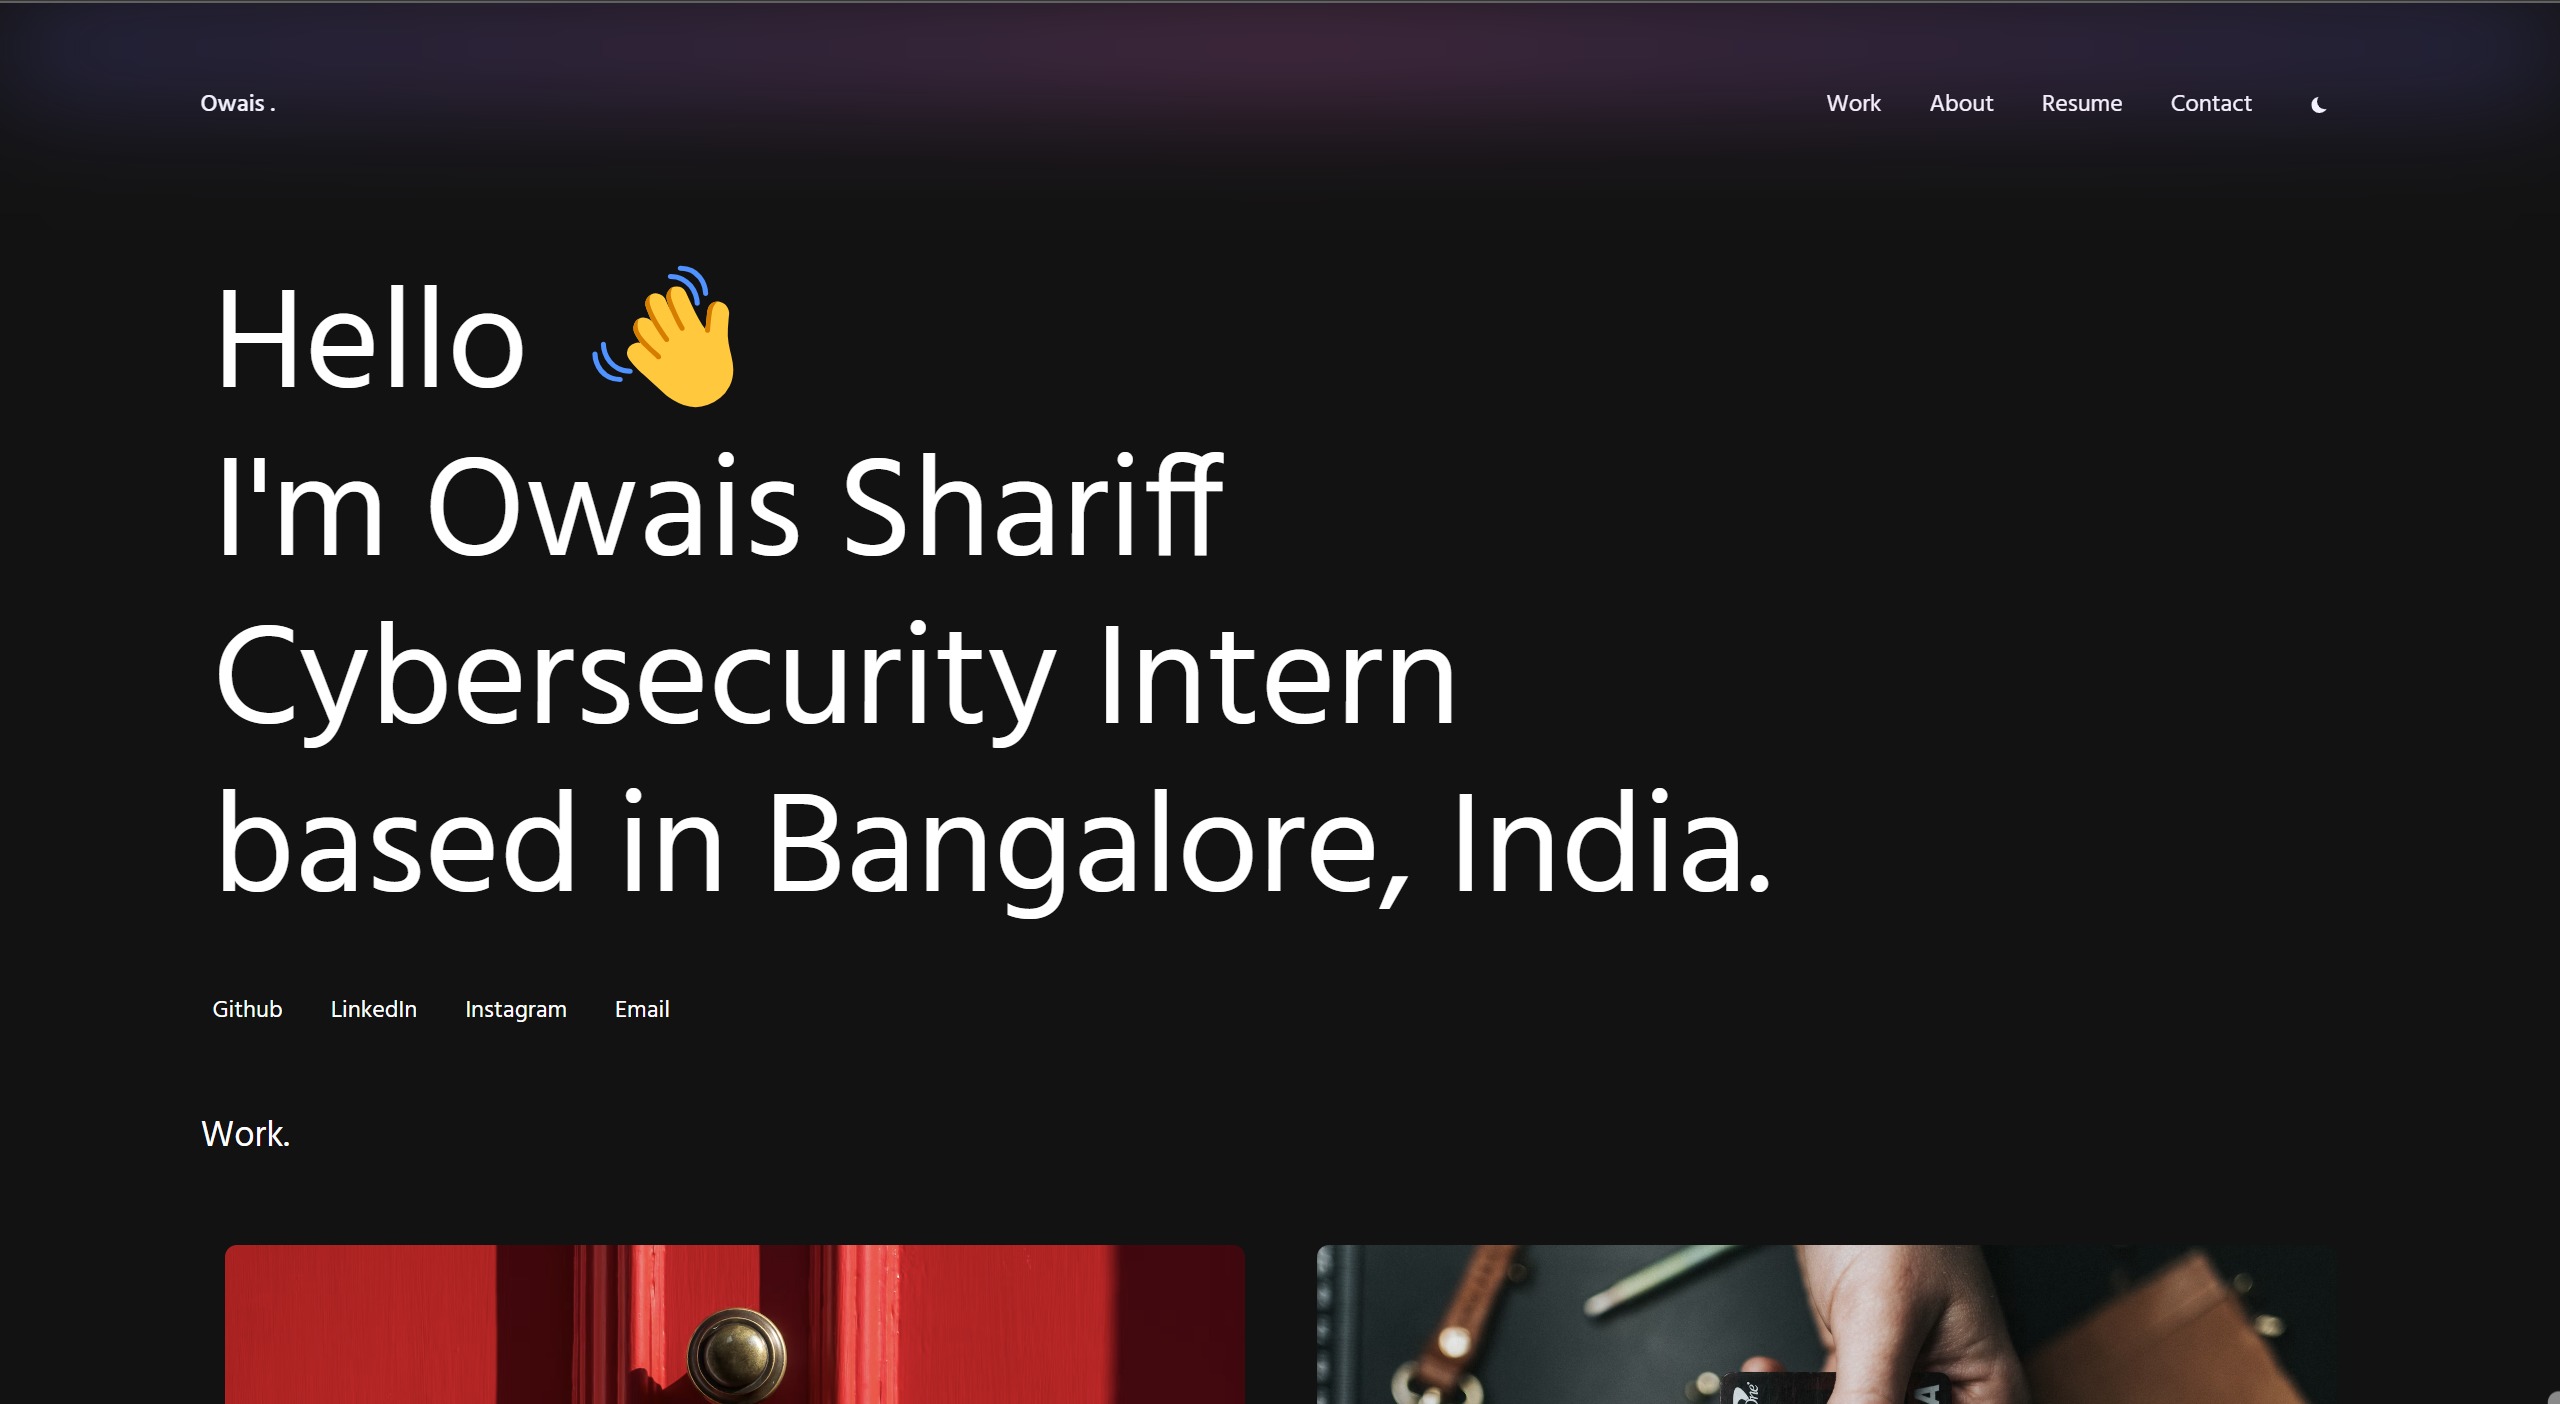 Owais .
Work About Resume Contact
Hello
I'm Owais Shariff
Cybersecurity Intern
based in Bangalore, India.
Github LinkedIn Instagram Email
Work.